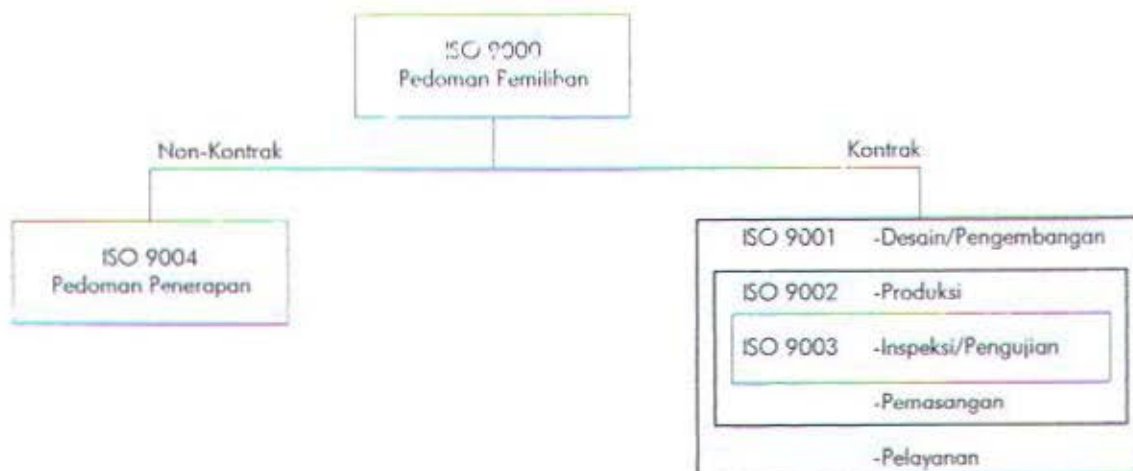 ISO 9000
Pedoman Femilihan
Non-Kontrak
Kontrak
ISO 9004
Pedoman Penerapan
ISO 9001 -Desain/Pengembangan
ISO 9002 -Produksi
ISO 9003 -Inspeksi/Pengujian
-Pemasangan
-Pelayanan